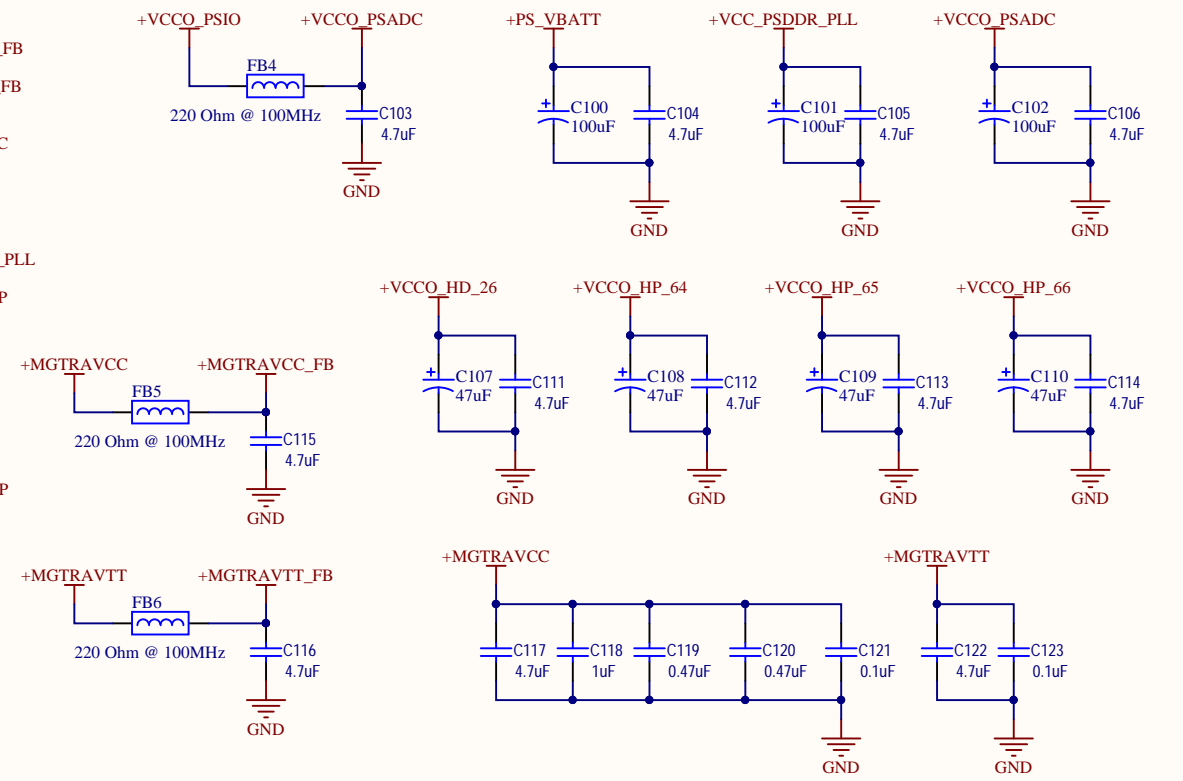 +VCCO_PSIO
+VCCO_PSADC
+PS_VBATT
+VCC_PSDDR_PLL
+VCCO_PSADC
_FB
FB4
_FB
220 Ohm @ 100MHz
C103
4.7uF
C100
100uF
C104
4.7uF
C101
100uF
C105
4.7uF
C102
100uF
C106
4.7uF
C
GND
GND
GND
GND
_PLL
P
+VCCO_HD_26
+VCCO_HP_64
+VCCO_HP_65
+VCCO_HP_66
+MGTRAVCC
+MGTRAVCC_FB
FB5
220 Ohm @ 100MHz
C115
4.7uF
C107
47uF
C111
4.7uF
C108
47uF
C112
4.7uF
C109
47uF
C113
4.7uF
C110
47uF
C114
4.7uF
P
GND
GND
GND
GND
GND
+MGTRAVTT
+MGTRAVTT_FB
FB6
220 Ohm @ 100MHz
C116
4.7uF
GND
+MGTRAVCC
+MGTRAVTT
C117
4.7uF
C118
1uF
C119
0.47uF
C120
0.47uF
C121
0.1uF
C122
4.7uF
C123
0.1uF
GND
GND